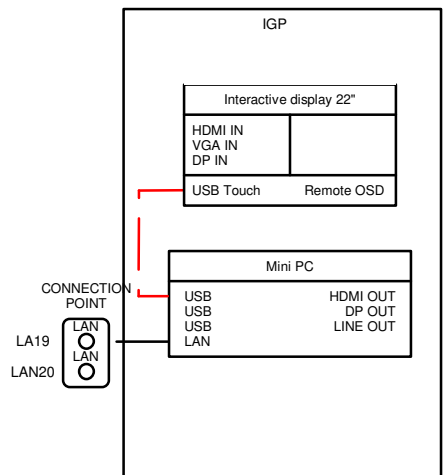 IGP
Interactive display 22"
HDMI IN
VGA IN
DP IN
USB Touch Remote OSD
Mini PC
USB HDMI OUT
USB DP OUT
USB LINE OUT
LAN
CONNECTION
POINT
LAN
LA19
LAN
LAN20